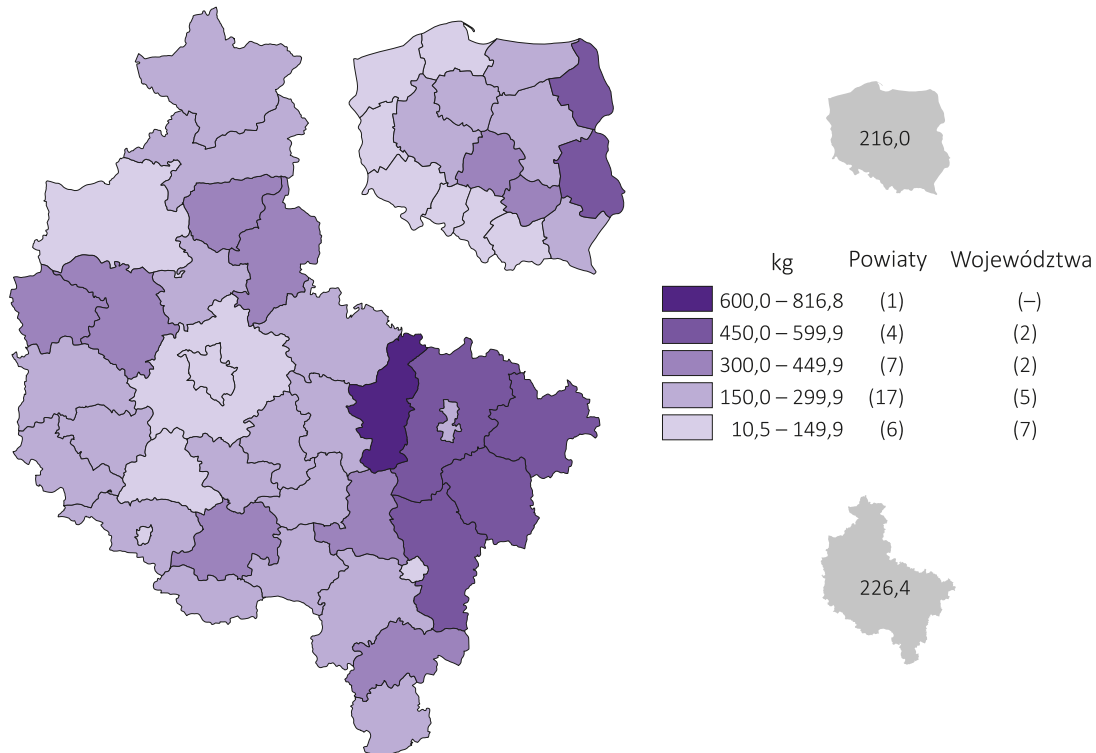 216,0
kg Powiaty Województwa
600,0 – 816,8 (1) (–)
450,0 – 599,9 (4) (2)
300,0 – 449,9 (7) (2)
150,0 – 299,9 (17) (5)
10,5 – 149,9 (6) (7)
226,4